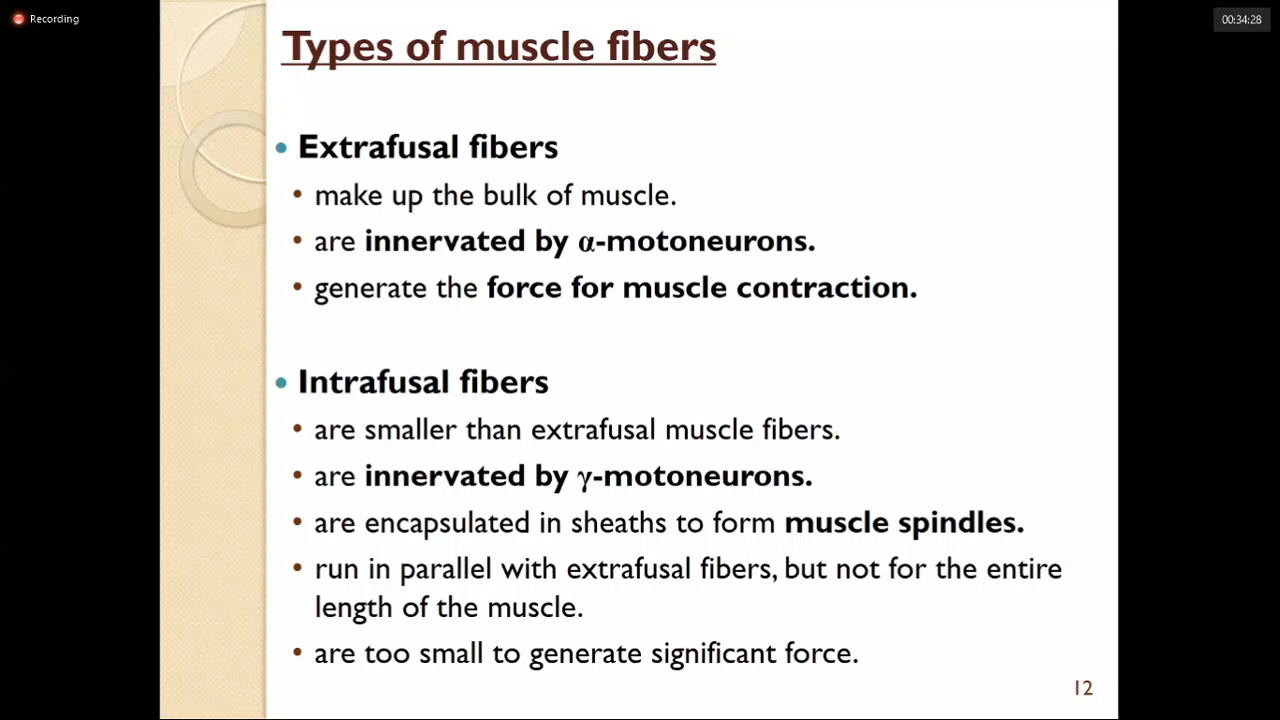 Recording
00:34:28
Types of muscle fibers
• Extrafusal fibers
• make up the bulk of muscle.
• are innervated by α-motoneurons.
• generate the force for muscle contraction.
• Intrafusal fibers
• are smaller than extrafusal muscle fibers.
• are innervated by γ-motoneurons.
• are encapsulated in sheaths to form muscle spindles.
• run in parallel with extrafusal fibers, but not for the entire
length of the muscle.
• are too small to generate significant force.
12